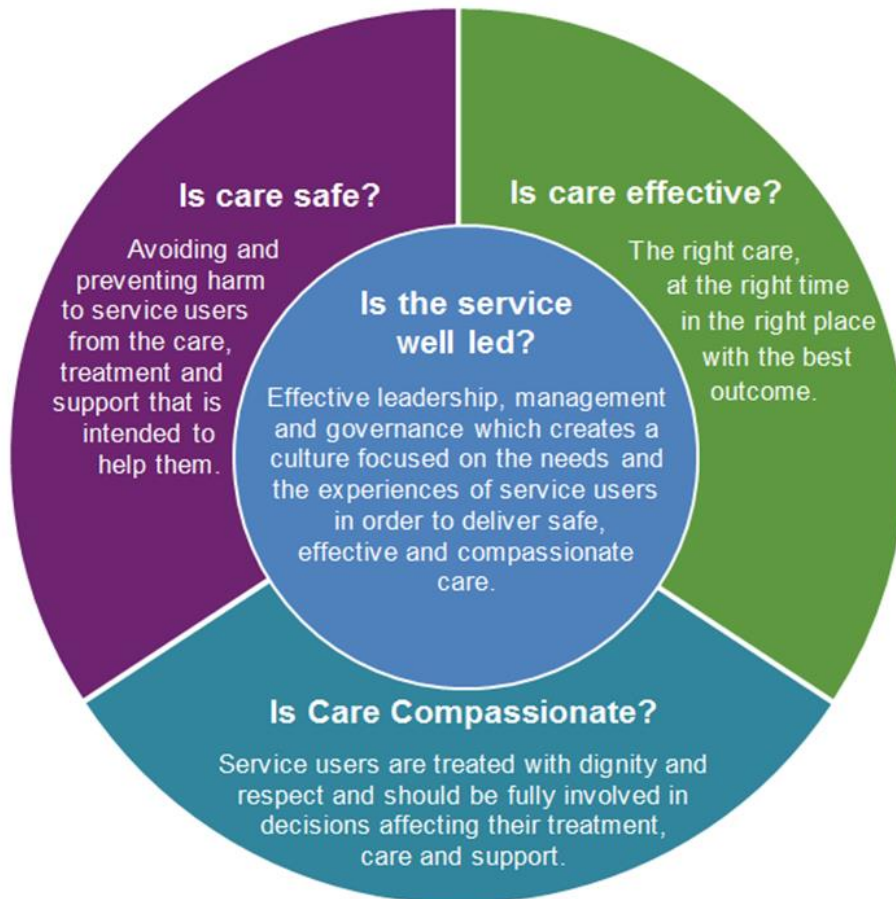 Is care safe?
Avoiding and
preventing harm
to service users
from the care,
treatment and
support that is
intended to
help them.
Is care effective?
The right care,
at the right time
in the right place
with the best
outcome.
Is the service
well led?
Effective leadership, management
and governance which creates a
culture focused on the needs and
the experiences of service users
in order to deliver safe,
effective and compassionate
care.
Is Care Compassionate?
Service users are treated with dignity and
respect and should be fully involved in
decisions affecting their treatment,
care and support.